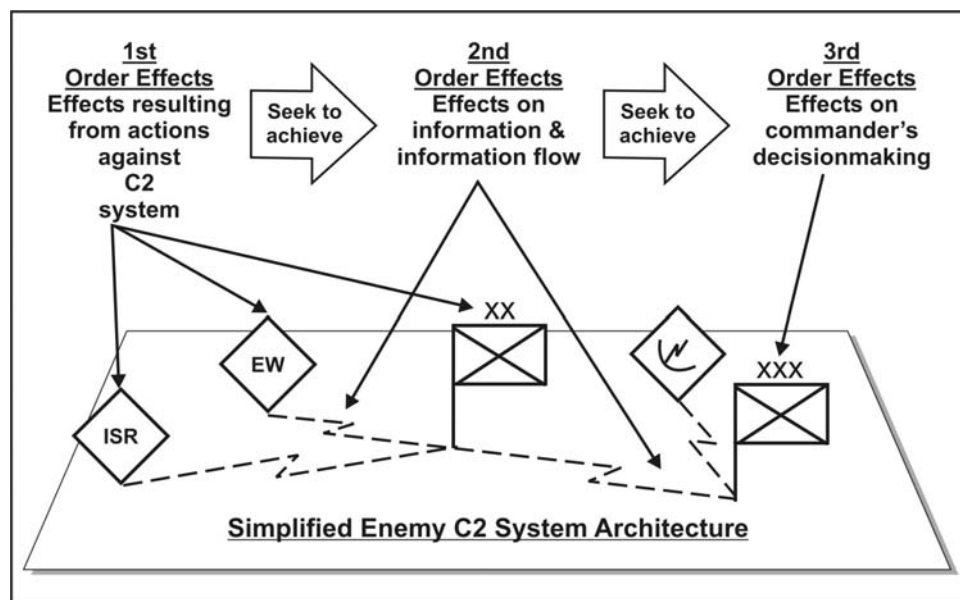 1st
Order Effects
Effects resulting
from actions
against
C2
system
Seek to
achieve
2nd
Order Effects
Effects on
information &
information flow
Seek to
achieve
3rd
Order Effects
Effects on
commander's
decisionmaking
XX
XXX
EW
ISR
Simplified Enemy C2 System Architecture